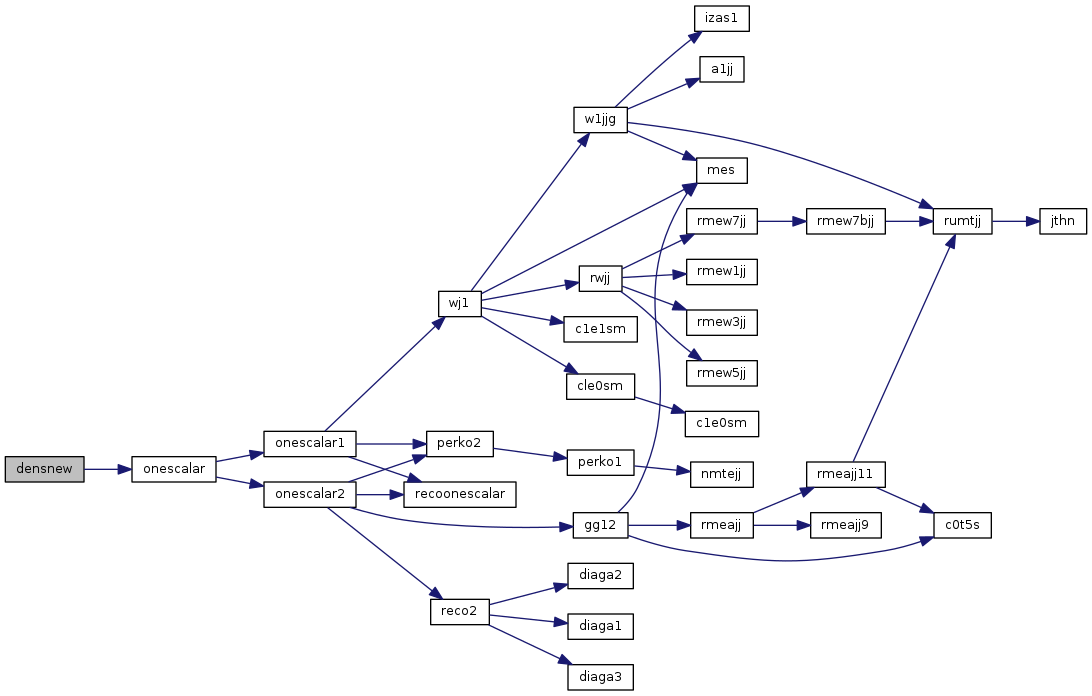 izas1
a1jj
w1jjg
mes
rmew7jj
rmew7bjj
rumtjj
jthn
rwjj
rmew1jj
wj1
rmew3jj
c1e1sm
rmew5jj
cle0sm
c1e0sm
onescalar1
perko2
densnew
onescalar
perko1
nmtejj
rmeajj11
onescalar2
recoonescalar
gg12
rmeajj
rmeajj9
c0t5s
diaga2
reco2
diaga1
diaga3